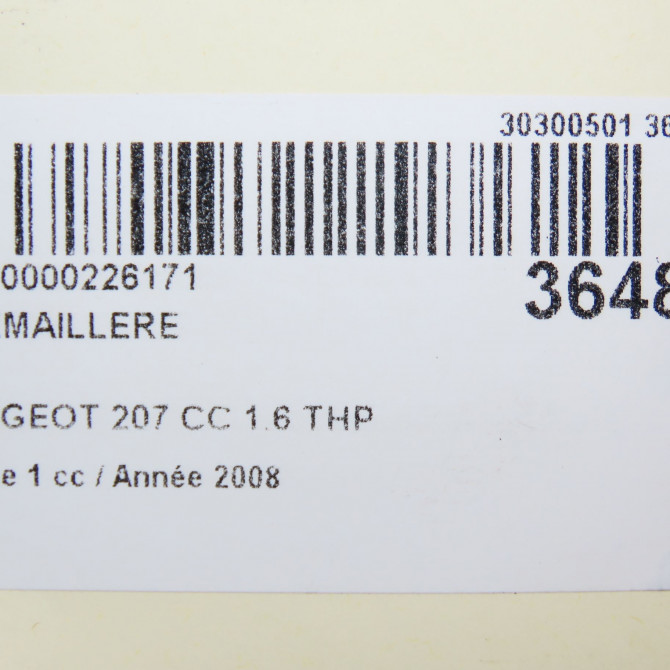 30300501 36
0000226171
3648
MAILLERE
GEOT 207 CC 1.6 THP
e 1 cc / Année 2008